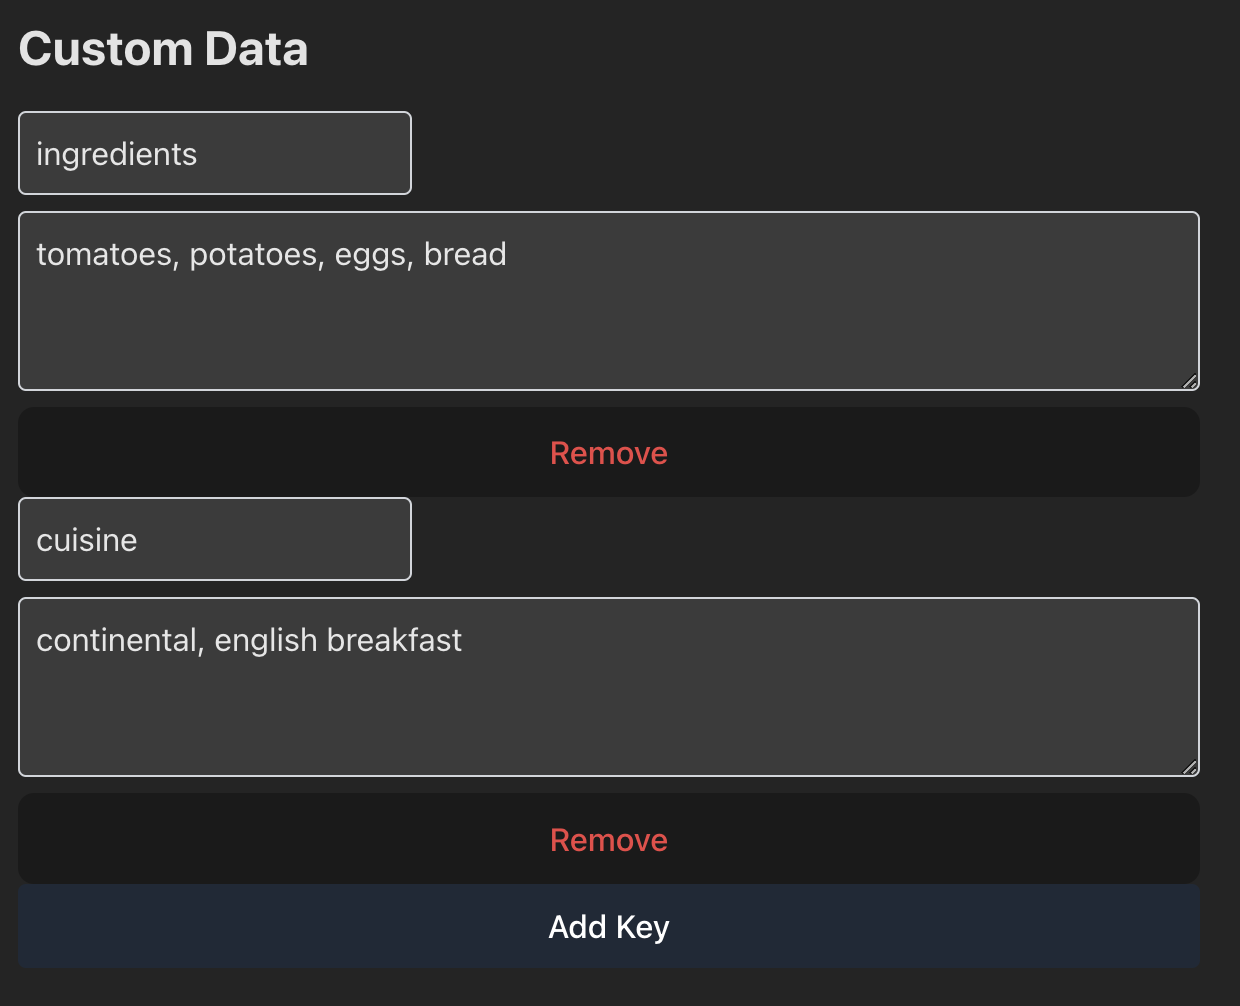 Custom Data
ingredients
tomatoes, potatoes, eggs, bread
Remove
cuisine
continental, english breakfast
Remove
Add Key